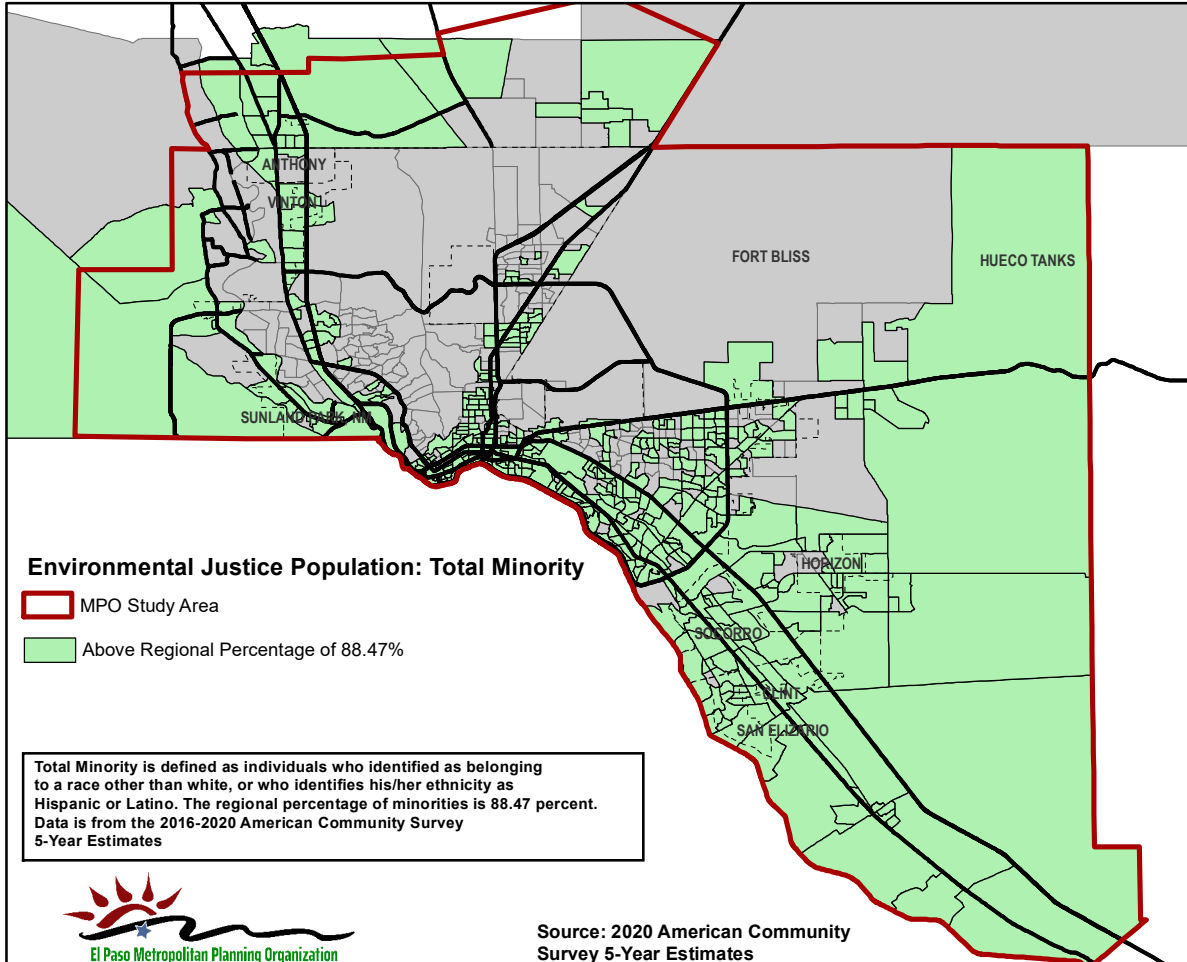 ANTHONY
VINTON
FORT BLISS
HUECO TANKS
SUNLAND PARK, NM
HORIZON
SOCORRO
CLINT
SAN ELIZARIO
Environmental Justice Population: Total Minority
MPO Study Area
Above Regional Percentage of 88.47%
Total Minority is defined as individuals who identified as belonging
to a race other than white, or who identifies his/her ethnicity as
Hispanic or Latino. The regional percentage of minorities is 88.47 percent.
Data is from the 2016-2020 American Community Survey
5-Year Estimates
El Paso Metropolitan Planning Organization
Source: 2020 American Community
Survey 5-Year Estimates